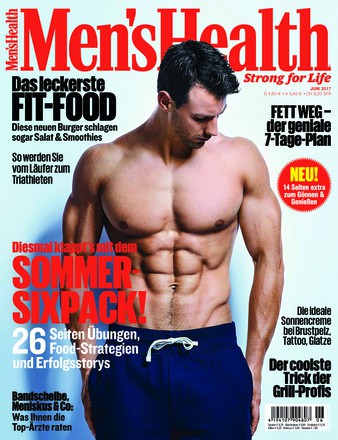 Men'sHealth
Men'sHealth
Strong for Life
JUNI 2017
Das leckerste
FIT-FOOD
Diese neuen Burger schlagen
sogar Salat & Smoothies
So werden Sie
vom Läufer zum
Triathleten
FETT WEG –
der geniale
7-Tage-Plan
NEU!
14 Seiten extra
zum Gönnen &
Genießen
Diesmal klappt's mit dem
SOMMER-
SIXPACK!
26 Seiten Übungen,
Food-Strategien
und Erfolgsstorys
Bandscheibe,
Meniskus & Co:
Was Ihnen die
Top-Ärzte raten
Die ideale
Sonnencreme
bei Brustpelz,
Tattoo, Glatze
Der coolste
Trick der
Grill-Profis